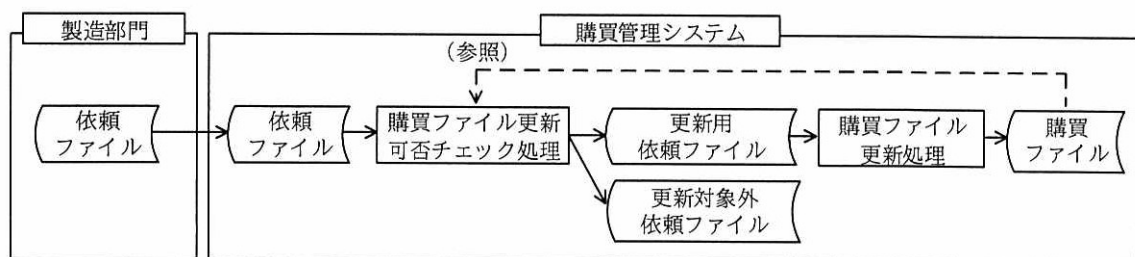 製造部門
購買管理システム
(参照)
依頼
ファイル
依頼
ファイル
購買ファイル更新
可否チェック処理
更新用
依頼ファイル
購買ファイル
更新処理
購買
ファイル
更新対象外
依頼ファイル